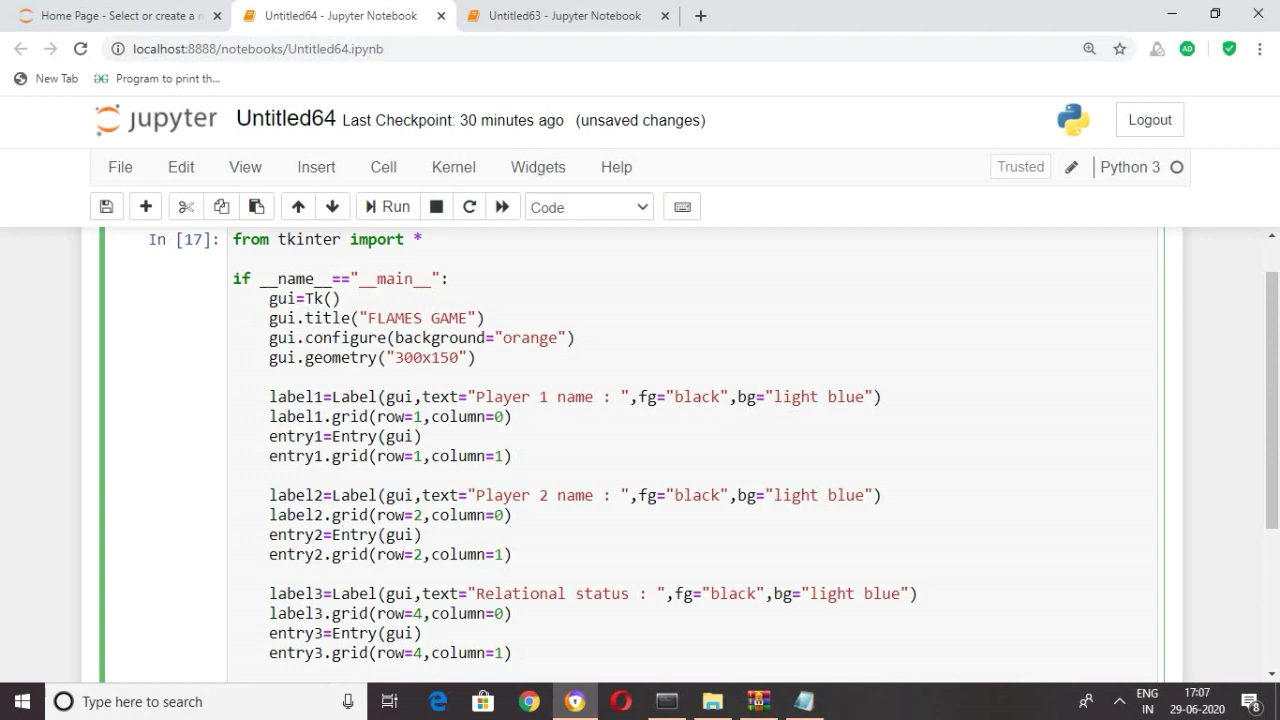 Home Page - Select or create a n
Untitled64 - Jupyter Notebook
Untitled63 - Jupyter Notebook
localhost:8888/notebooks/Untitled64.ipynb
AD
New Tab
Program to print th...
jupyter Untitled64 Last Checkpoint: 30 minutes ago (unsaved changes)
Logout
File Edit View Insert Cell Kernel Widgets Help
Trusted
Python 3
Run
Code
In [17]: from tkinter import *
if __name__=="__main__":
gui=Tk()
gui.title("FLAMES GAME")
gui.configure(background="orange")
gui.geometry("300x150")
label1=Label(gui,text="Player 1 name : ",fg="black",bg="light blue")
label1.grid(row=1,column=0)
entry1=Entry(gui)
entry1.grid(row=1,column=1)
label2=Label(gui,text="Player 2 name : ",fg="black",bg="light blue")
label2.grid(row=2,column=0)
entry2=Entry(gui)
entry2.grid(row=2,column=1)
label3=Label(gui,text="Relational status : ",fg="black",bg="light blue")
label3.grid(row=4,column=0)
entry3=Entry(gui)
entry3.grid(row=4,column=1)
Type here to search
ENG
IN
17:07
29-06-2020
8